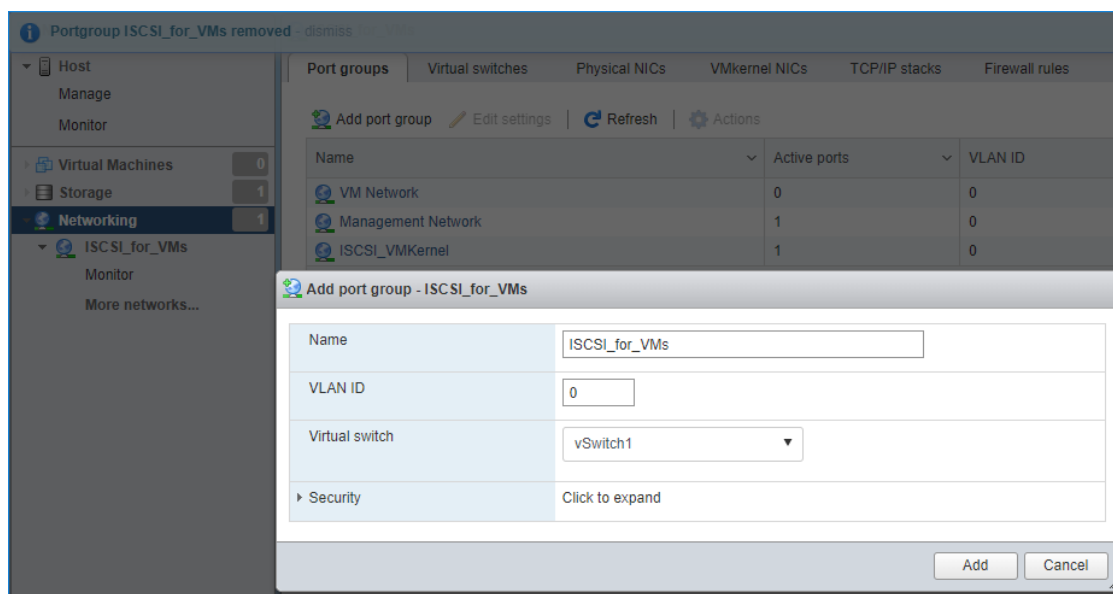 Portgroup ISCSI_for_VMs removed - dismiss
Host
Manage
Monitor
Virtual Machines 0
Storage 1
Networking 1
ISCSI_for_VMs
Monitor
More networks...
Port groups Virtual switches Physical NICs VMkernel NICs TCP/IP stacks Firewall rules
Add port group Edit settings Refresh Actions
Name Active ports VLAN ID
VM Network 0 0
Management Network 1 0
ISCSI_VMKernel 1 0
Add port group - ISCSI_for_VMs
Name ISCSI_for_VMs
VLAN ID 0
Virtual switch vSwitch1
Security Click to expand
Add Cancel